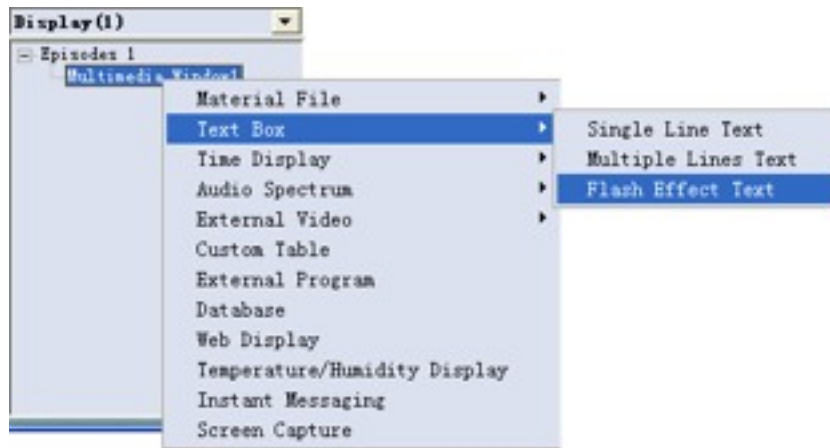 Display(1)
Episodes 1
Multimedia Window1
Material File
Text Box
Time Display
Audio Spectrum
External Video
Custom Table
External Program
Database
Web Display
Temperature/Humidity Display
Instant Messaging
Screen Capture
Single Line Text
Multiple Lines Text
Flash Effect Text